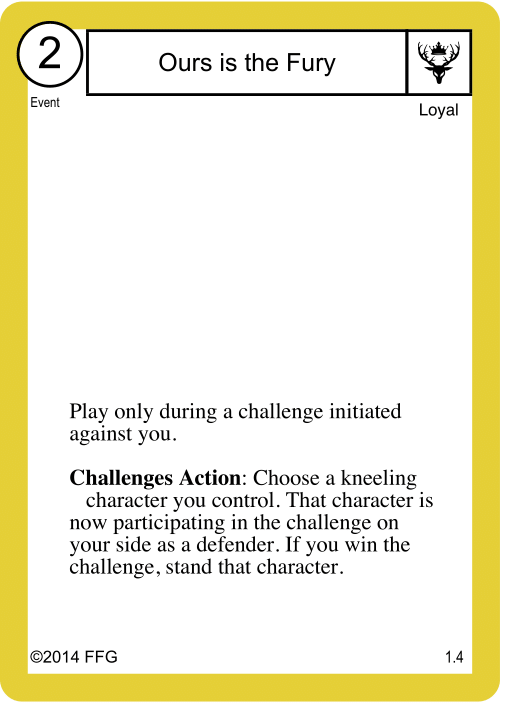 2
Ours is the Fury
Event
Loyal
Play only during a challenge initiated
against you.
Challenges Action: Choose a kneeling
character you control. That character is
now participating in the challenge on
your side as a defender. If you win the
challenge, stand that character.
©2014 FFG
1.4